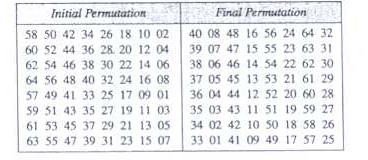 Initial Permutation Final Permutation
58 50 42 34 26 18 10 02 40 08 48 16 56 24 64 32
60 52 44 36 28. 20 12 04 39 07 47 15 55 23 63 31
62 54 46 38 30 22 14 06 38 06 46 14 54 22 62 30
64 56 48 40 32 24 16 08 37 05 45 13 53 21 61 29
57 49 41 33 25 17 09 01 36 04 44 12 52 20 60 28
59 51 43 35 27 19 11 03 35 03 43 11 51 19 59 27
61 53 45 37 29 21 13 05 34 02 42 10 50 18 58 26
63 55 47 39 31 23 15 07 33 01 41 09 49 17 57 25